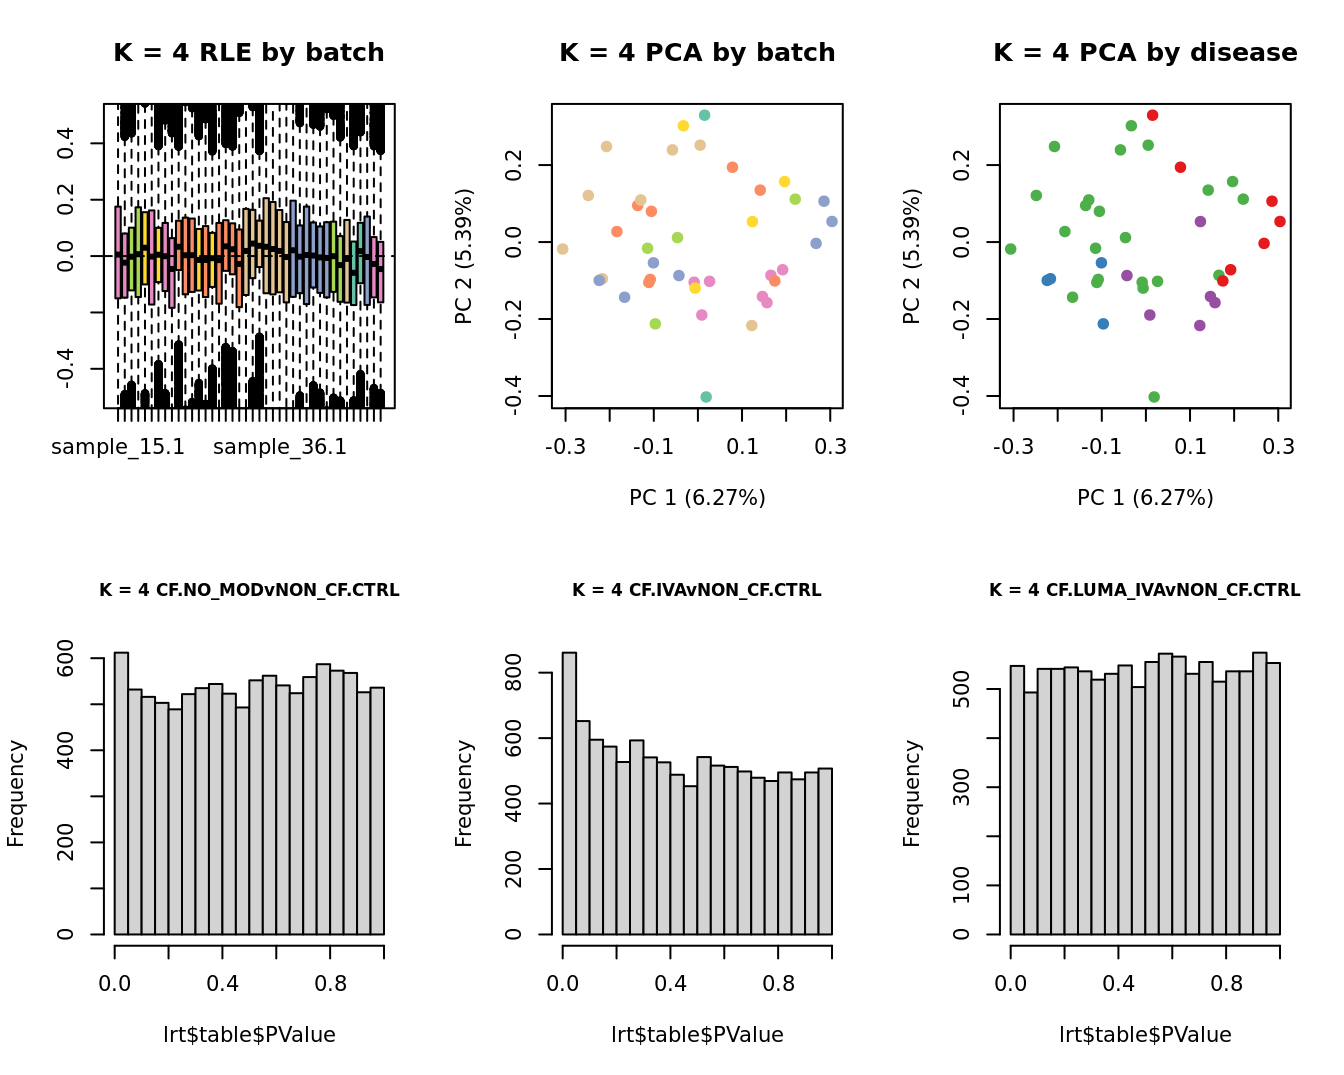 K = 4 RLE by batch
0.4
0.2
0.0
-0.4
sample_15.1 sample_36.1
K = 4 PCA by batch
PC 2 (5.39%)
0.2
0.0
-0.2
-0.4
-0.3 -0.1 0.1 0.3
PC 1 (6.27%)
K = 4 PCA by disease
PC 2 (5.39%)
0.2
0.0
-0.2
-0.4
-0.3 -0.1 0.1 0.3
PC 1 (6.27%)
K = 4 CF.NO_MODvNON_CF.CTRL
Frequency
600
400
200
0
0.0 0.4 0.8
lrt$table$PValue
K = 4 CF.IVAvNON_CF.CTRL
Frequency
800
600
400
200
0
0.0 0.4 0.8
lrt$table$PValue
K = 4 CF.LUMA_IVAvNON_CF.CTRL
Frequency
500
300
100
0
0.0 0.4 0.8
lrt$table$PValue